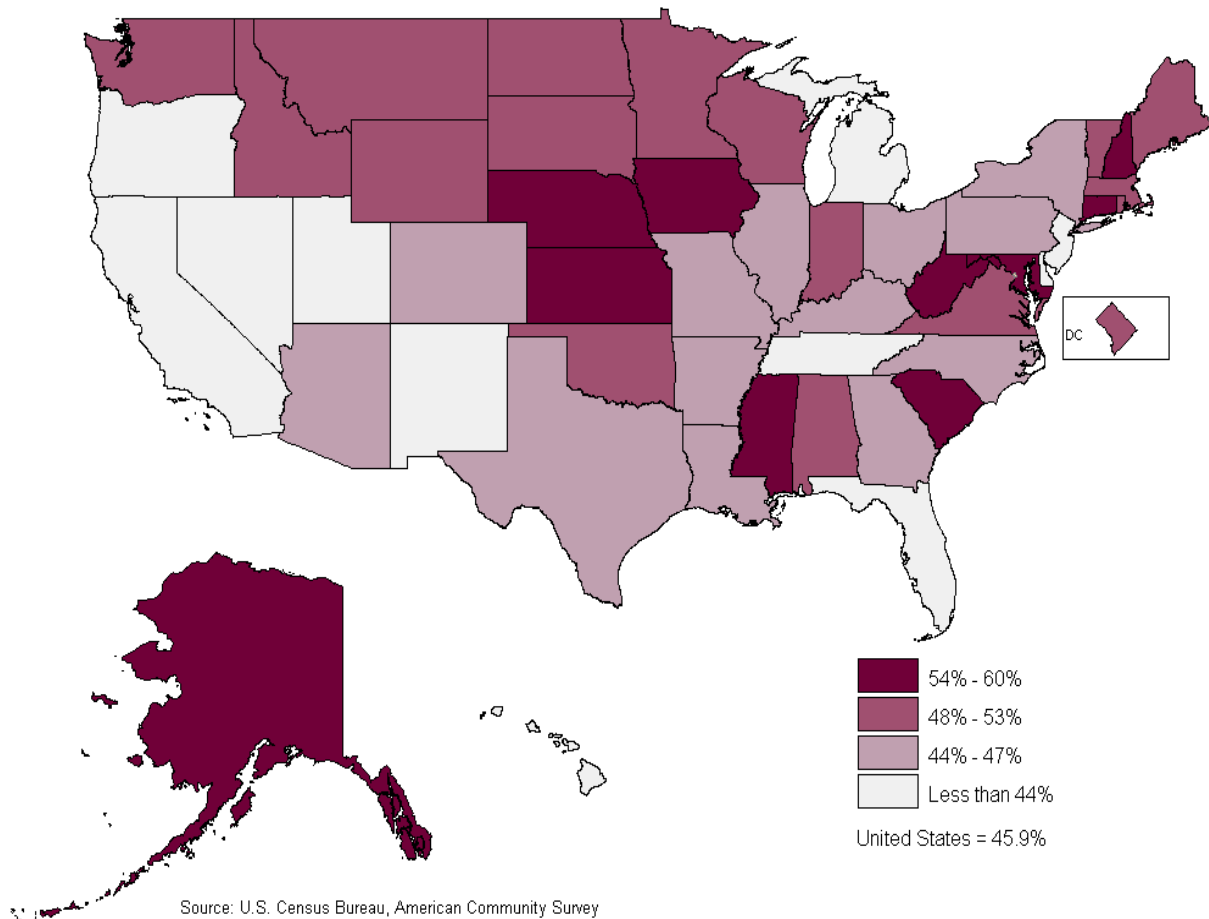 DC
54% - 60%
48% - 53%
44% - 47%
Less than 44%
United States = 45.9%
Source: U.S. Census Bureau, American Community Survey